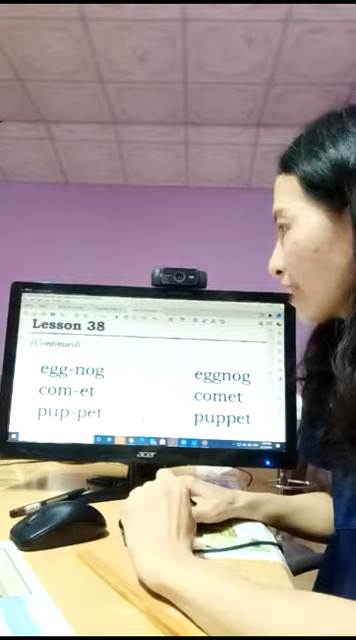 Lesson 38
(Continued)
egg-nog eggnog
com-et comet
pup-pet puppet
acer